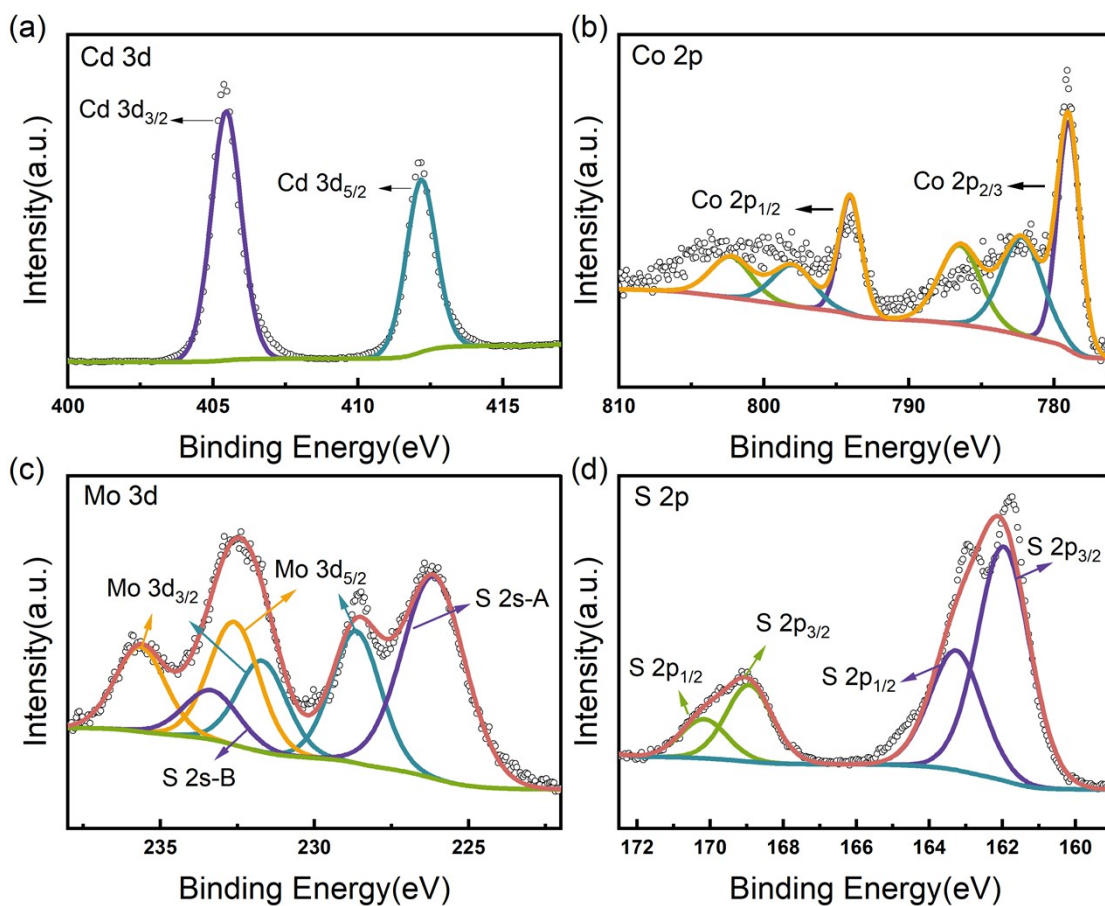 (a)
Cd 3d
Cd 3d3/2
Cd 3d5/2
Intensity(a.u.)
400 405 410 415
Binding Energy(eV)
(b)
Co 2p
Co 2p1/2
Co 2p2/3
Intensity(a.u.)
810 800 790 780
Binding Energy(eV)
(c)
Mo 3d
Mo 3d3/2
Mo 3d5/2
S 2s-A
S 2s-B
Intensity(a.u.)
235 230 225
Binding Energy(eV)
(d)
S 2p
S 2p3/2
S 2p3/2
S 2p1/2
S 2p1/2
Intensity(a.u.)
172 170 168 166 164 162 160
Binding Energy(eV)